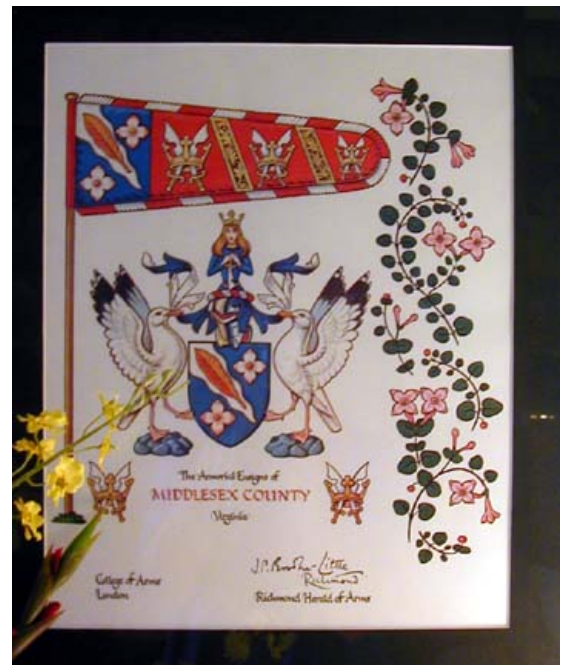 The Armorial Ensigns of
MIDDLESEX COUNTY
Virginia
College of Arms
London
J.P. Brooke-Little
Richmond
Richmond Herald of Arms